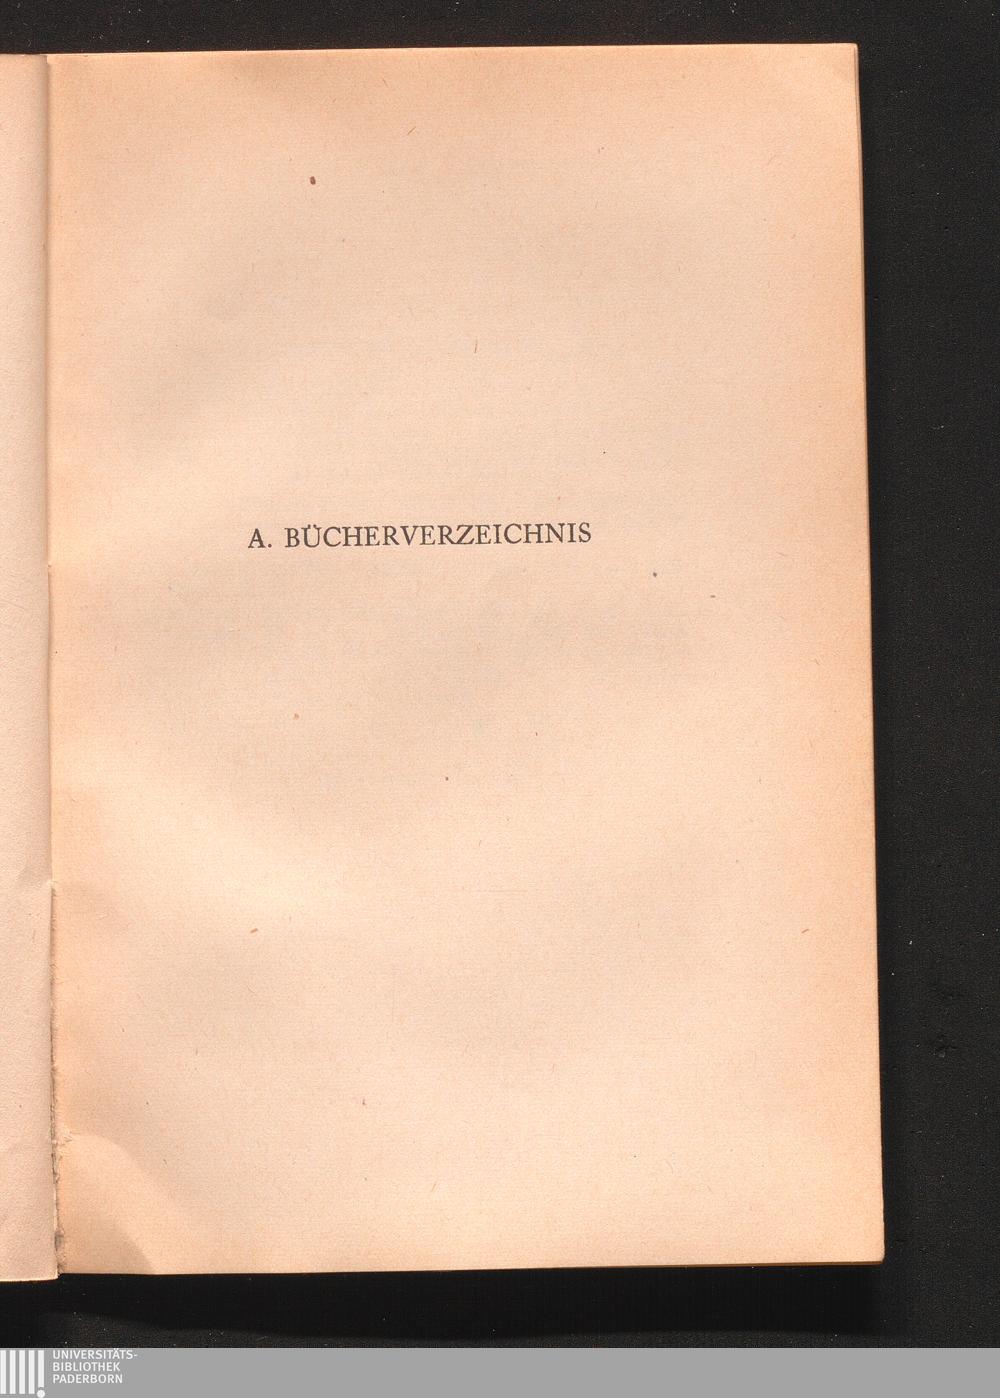 A. BÜCHERVERZEICHNIS
UNIVERSITÄTS-
BIBLIOTHEK
PADERBORN